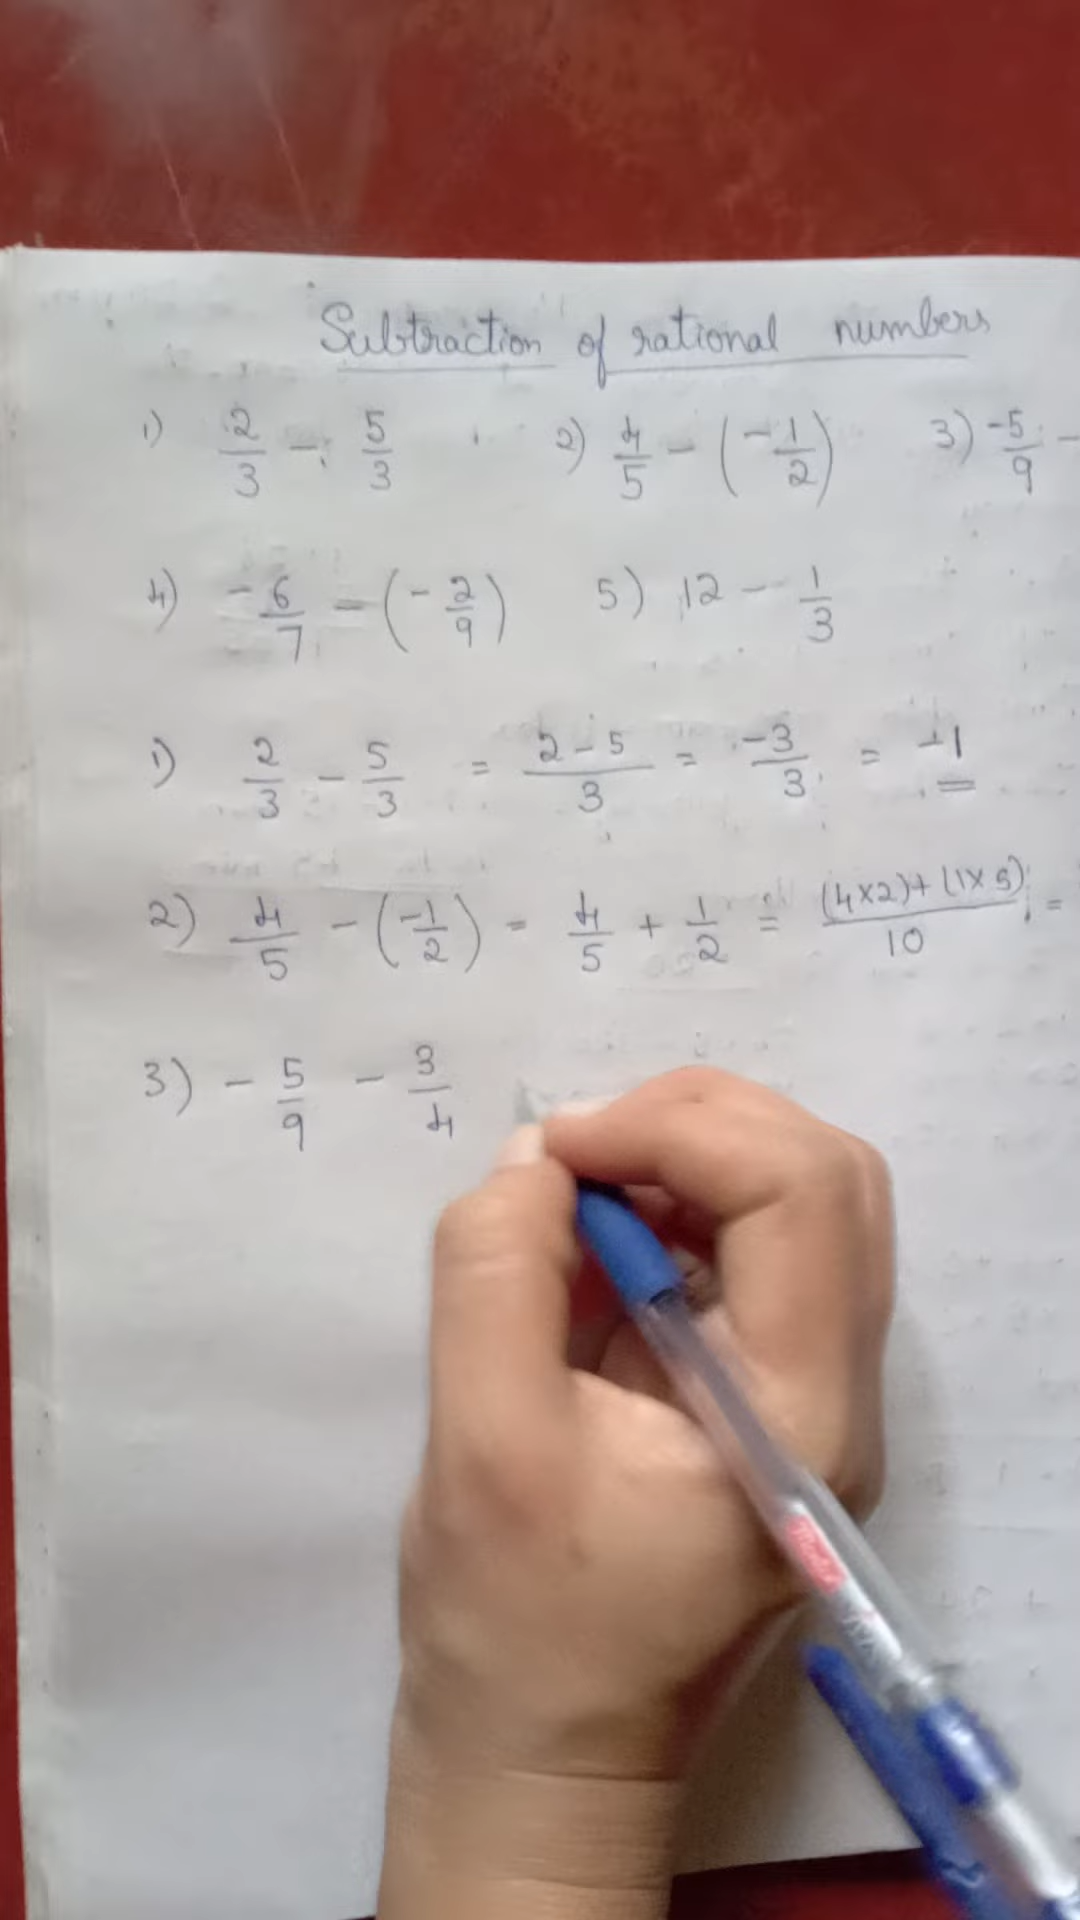 Subtraction of rational numbers
1) 2/3 - 5/3 2) 4/5 - (-1/2) 3) -5/9 -
4) -6/7 - (-2/9) 5) 12 - 1/3
1) 2/3 - 5/3 = 2-5/3 = -3/3 = -1
2) 4/5 - (-1/2) = 4/5 + 1/2 = (4×2)+(1×5)/10 =
3) - 5/9 - 3/4